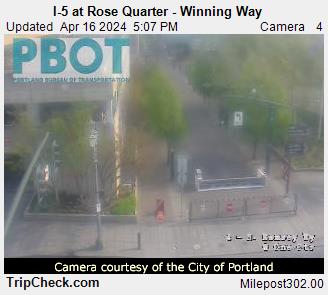 I-5 at Rose Quarter - Winning Way
Updated Apr 16 2024 5:07 PM Camera 4
PBOT
PORTLAND BUREAU OF TRANSPORTATION
Camera courtesy of the City of Portland
TripCheck.com Milepost302.00